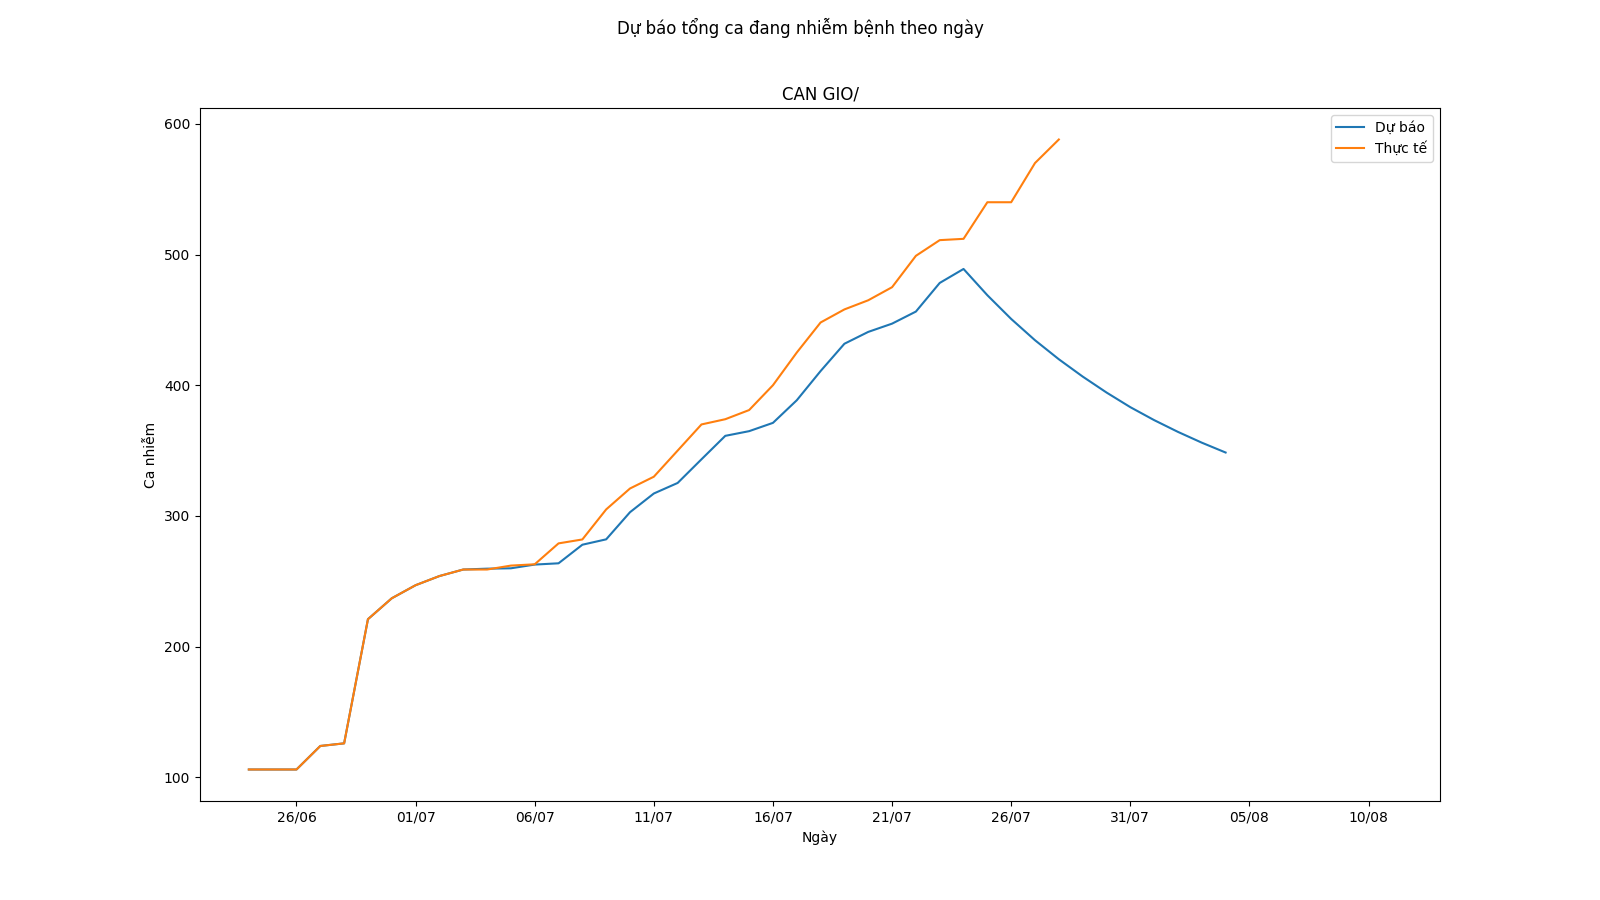 Dự báo tổng ca đang nhiễm bệnh theo ngày
CAN GIO/
Dự báo
Thực tế
600
500
400
300
200
100
Ca nhiễm
26/06 01/07 06/07 11/07 16/07 21/07 26/07 31/07 05/08 10/08
Ngày